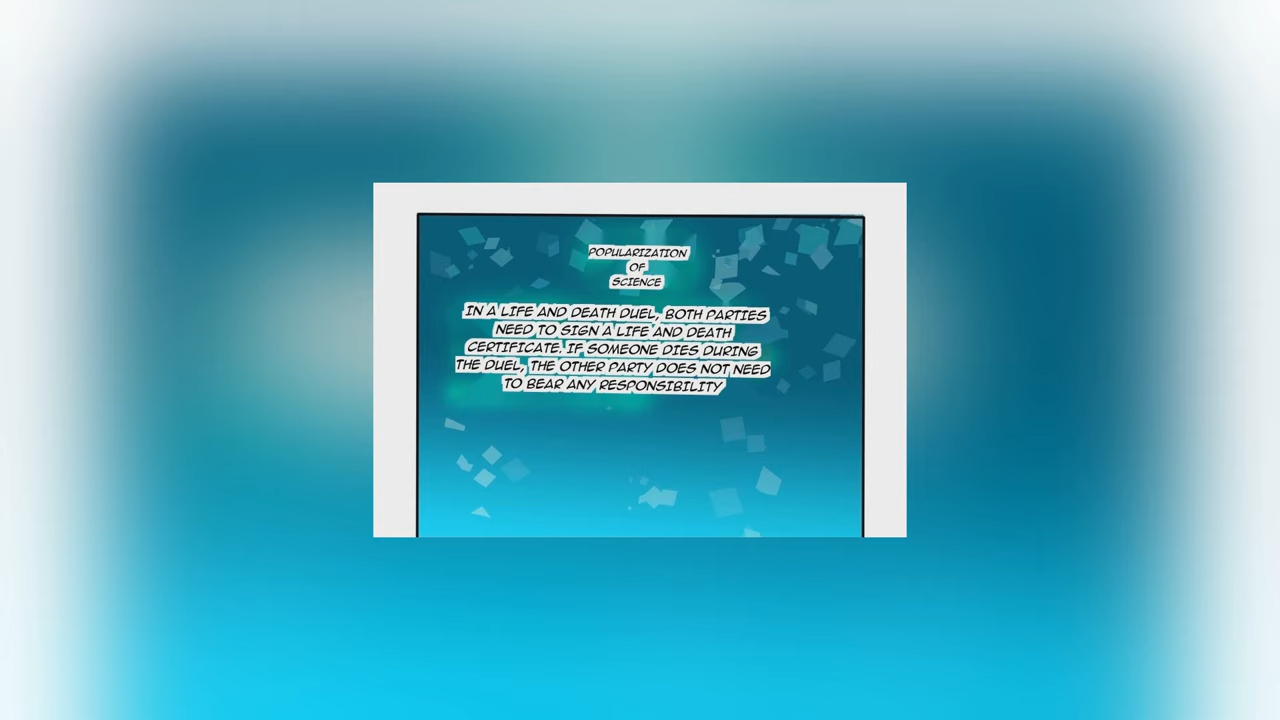 POPULARIZATION
OF
SCIENCE
IN A LIFE AND DEATH DUEL, BOTH PARTIES
NEED TO SIGN A LIFE AND DEATH
CERTIFICATE. IF SOMEONE DIES DURING
THE DUEL, THE OTHER PARTY DOES NOT NEED
TO BEAR ANY RESPONSIBILITY